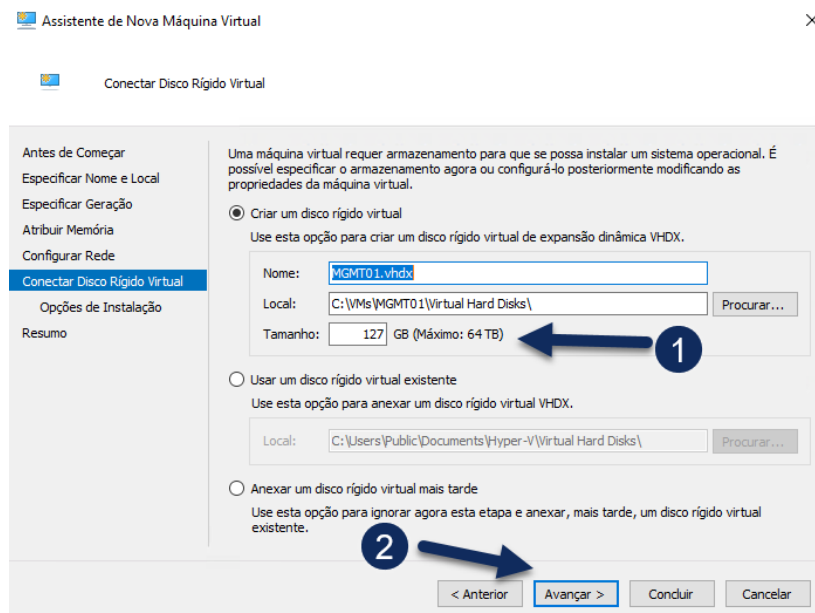 Assistente de Nova Máquina Virtual
Conectar Disco Rígido Virtual
Antes de Começar
Especificar Nome e Local
Especificar Geração
Atribuir Memória
Configurar Rede
Conectar Disco Rígido Virtual
Opções de Instalação
Resumo
Uma máquina virtual requer armazenamento para que se possa instalar um sistema operacional. É
possível especificar o armazenamento agora ou configurá-lo posteriormente modificando as
propriedades da máquina virtual.
Criar um disco rígido virtual
Use esta opção para criar um disco rígido virtual de expansão dinâmica VHDX.
Nome: MGMT01.vhdx
Local: C:\VMs\MGMT01\Virtual Hard Disks\ Procurar...
Tamanho: 127 GB (Máximo: 64 TB)
1
Usar um disco rígido virtual existente
Use esta opção para anexar um disco rígido virtual VHDX.
Local: C:\Users\Public\Documents\Hyper-V\Virtual Hard Disks\ Procurar...
Anexar um disco rígido virtual mais tarde
Use esta opção para ignorar agora esta etapa e anexar, mais tarde, um disco rígido virtual
existente.
2
< Anterior Avançar > Concluir Cancelar